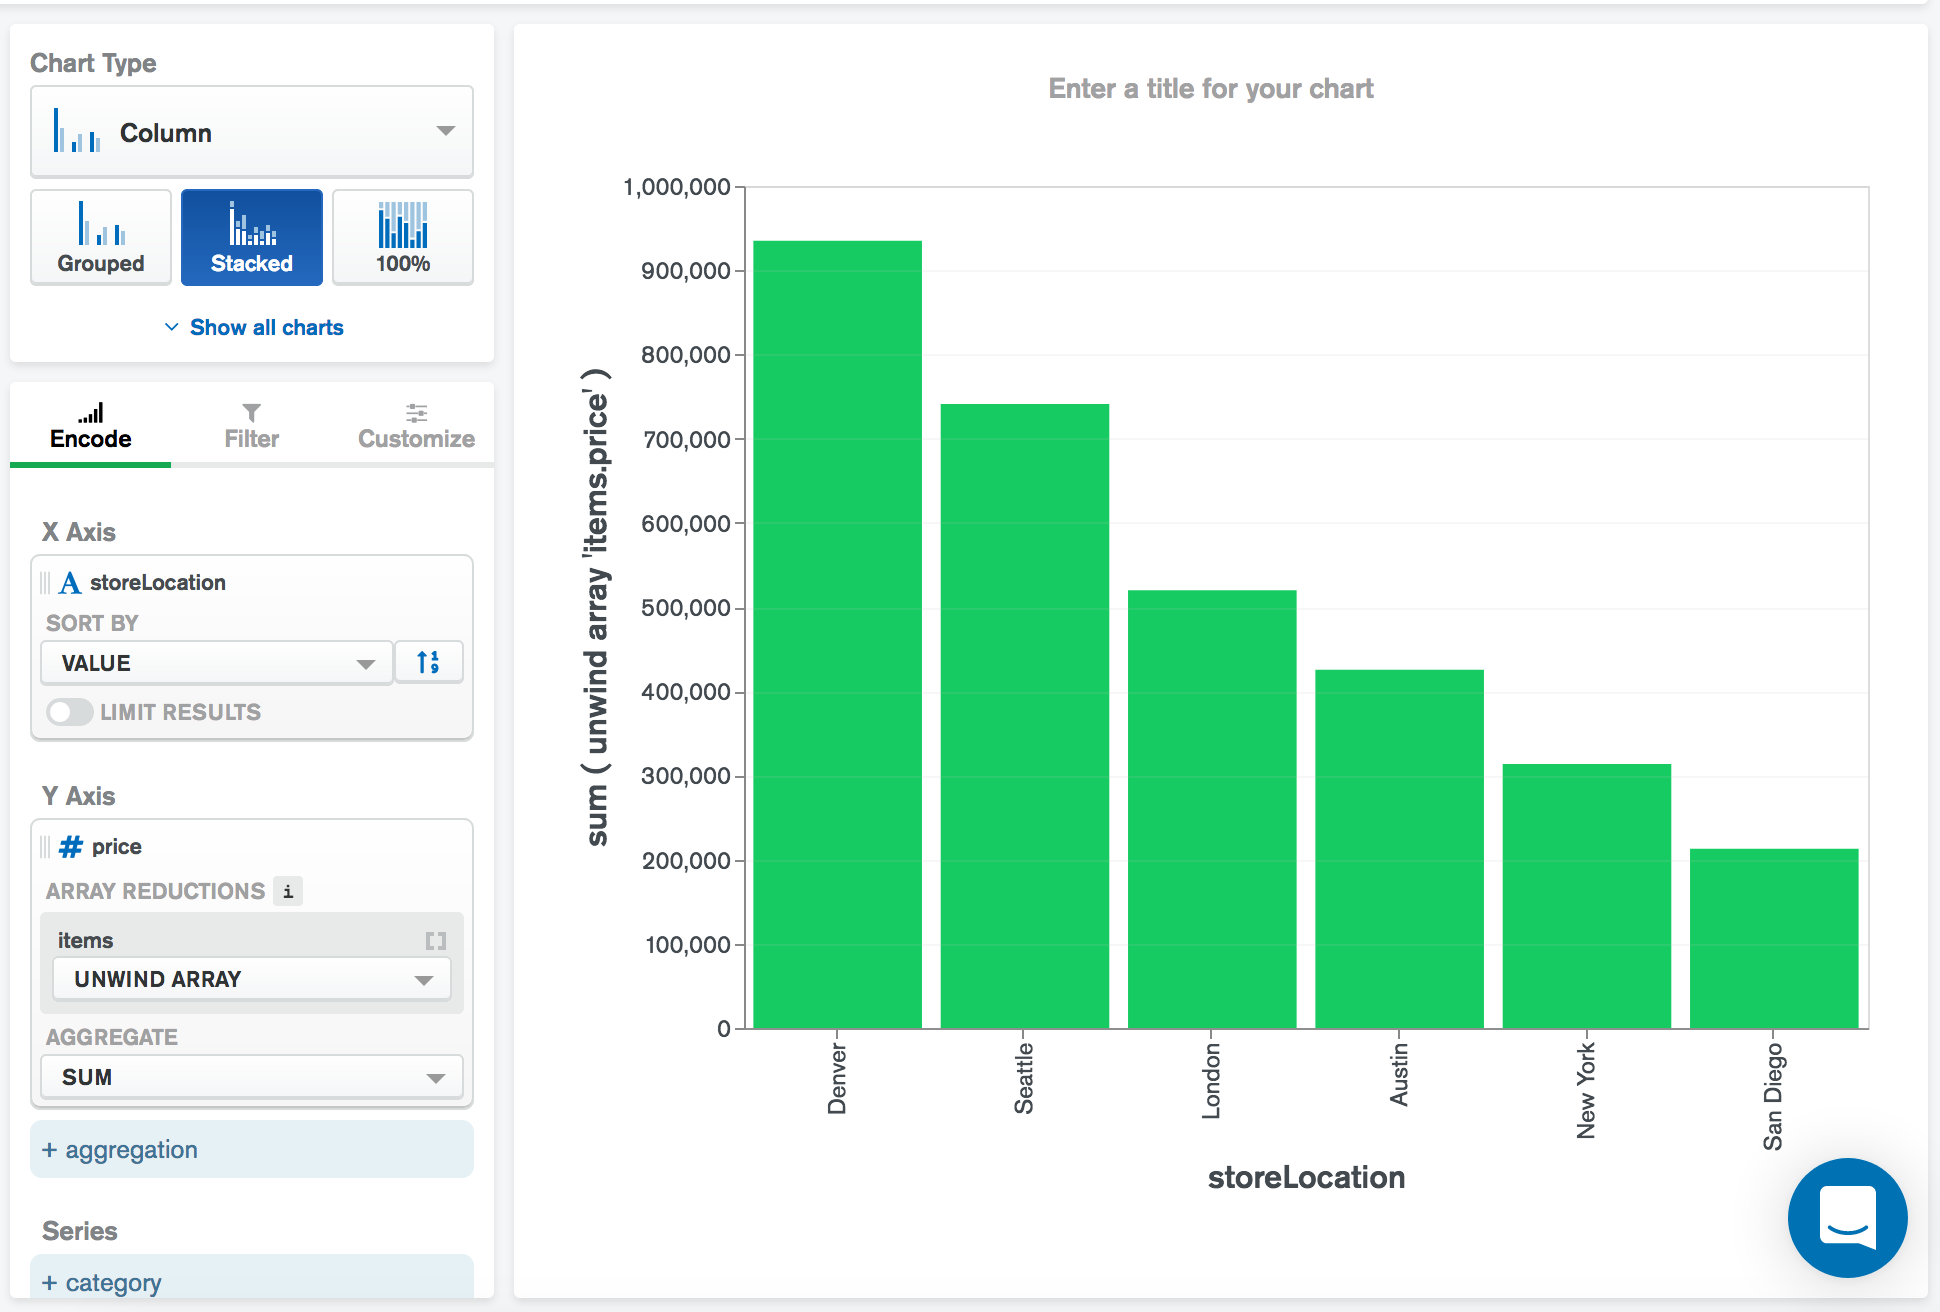 Chart Type
Column
Grouped
Stacked
100%
Show all charts
Encode
Filter
Customize
X Axis
A storeLocation
SORT BY
VALUE
1
9
LIMIT RESULTS
Y Axis
# price
ARRAY REDUCTIONS i
items
UNWIND ARRAY
AGGREGATE
SUM
+ aggregation
Series
+ category
Enter a title for your chart
sum ( unwind array 'items.price' )
1,000,000
900,000
800,000
700,000
600,000
500,000
400,000
300,000
200,000
100,000
0
Denver
Seattle
London
Austin
New York
San Diego
storeLocation